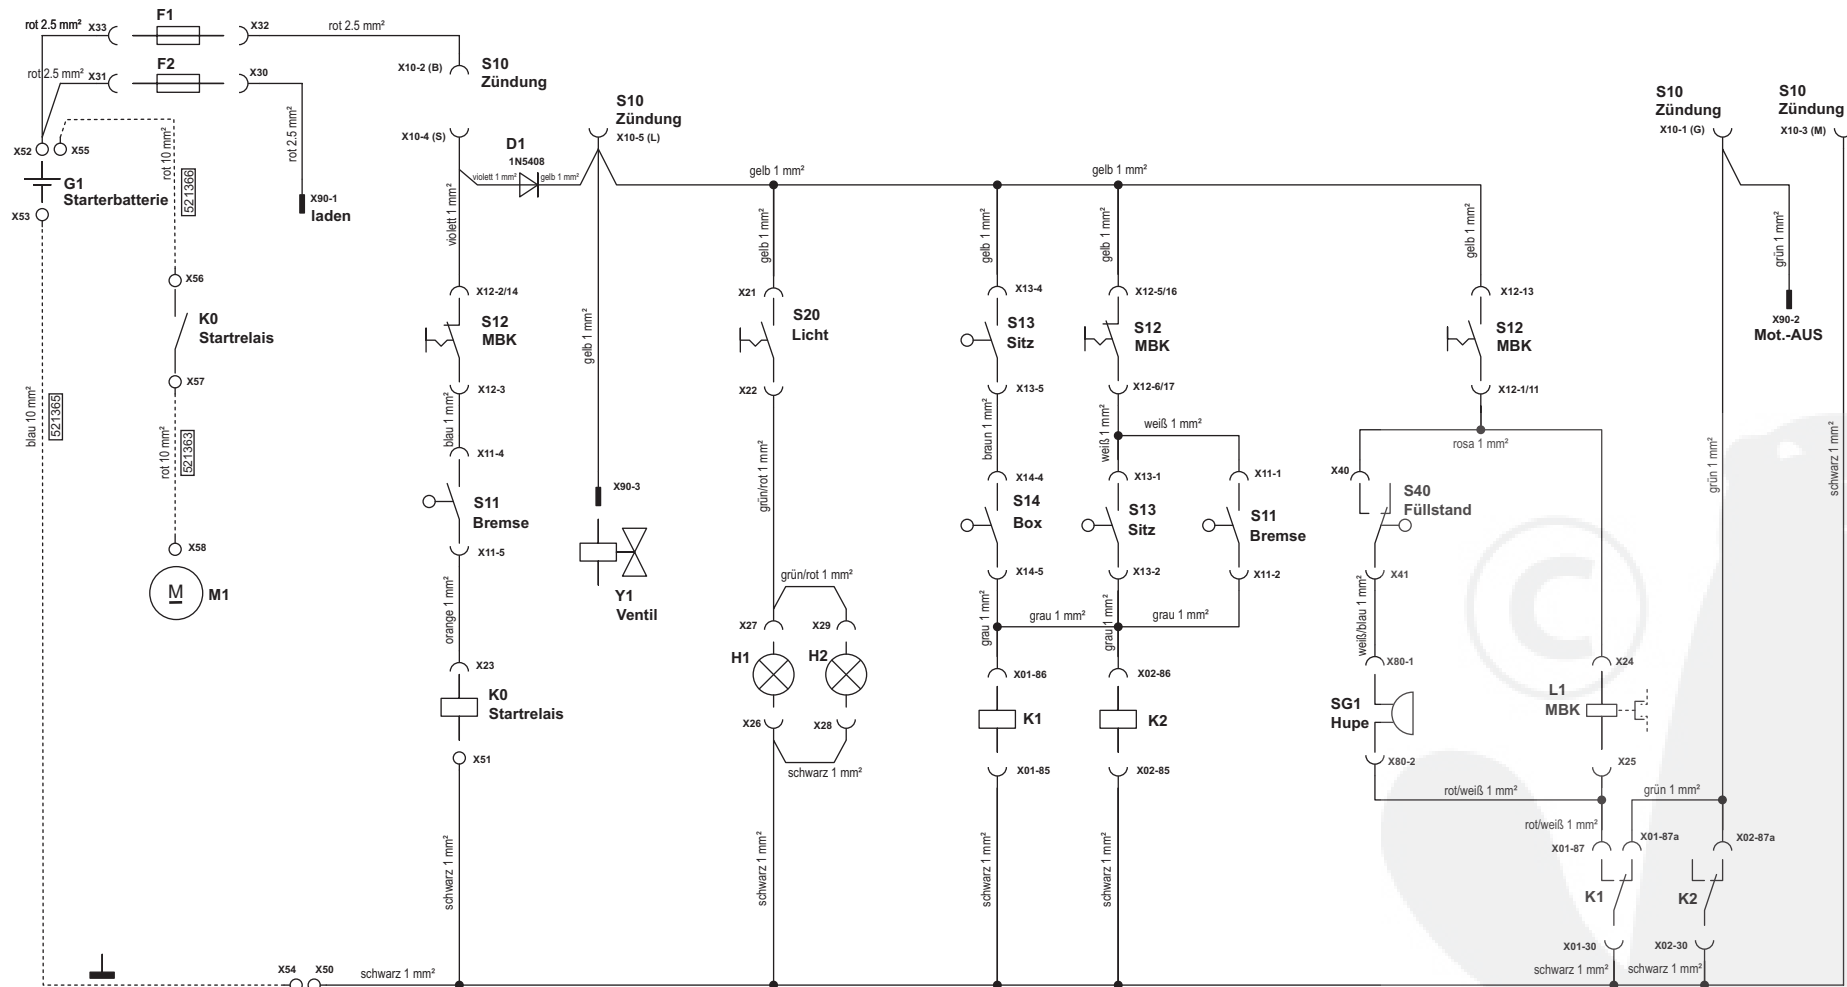 F1
rot 2.5 mm²
X33
X32
rot 2.5 mm²
F2
rot 2.5 mm²
X31
X30
X10-2 (B)
S10
Zündung
rot 2.5 mm²
X52
X55
G1
Starterbatterie
X53
rot 10 mm²
521366
X90-1
laden
X56
K0
Startrelais
X57
blau 10 mm²
521365
rot 10 mm²
521363
X58
M
M1
X54
X50
schwarz 1 mm²
X10-4 (S)
D1
1N5408
violett 1 mm²
gelb 1 mm²
S10
Zündung
X10-5 (L)
violett 1 mm²
X12-2/14
S12
MBK
X12-3
blau 1 mm²
X11-4
S11
Bremse
X11-5
orange 1 mm²
X23
K0
Startrelais
X51
schwarz 1 mm²
gelb 1 mm²
X90-3
Y1
Ventil
gelb 1 mm²
gelb 1 mm²
gelb 1 mm²
X21
S20
Licht
X22
grün/rot 1 mm²
grün/rot 1 mm²
X27
X29
H1
H2
X26
X28
schwarz 1 mm²
schwarz 1 mm²
gelb 1 mm²
X13-4
S13
Sitz
X13-5
braun 1 mm²
X14-4
S14
Box
X14-5
grau 1 mm²
grau 1 mm²
X01-86
K1
X01-85
schwarz 1 mm²
gelb 1 mm²
X12-5/16
S12
MBK
X12-6/17
weiß 1 mm²
weiß 1 mm²
X13-1
S13
Sitz
X13-2
X11-1
S11
Bremse
X11-2
grau 1 mm²
grau 1 mm²
X02-86
K2
X02-85
schwarz 1 mm²
gelb 1 mm²
X12-13
S12
MBK
X12-1/11
rosa 1 mm²
X40
S40
Füllstand
X41
weiß/blau 1 mm²
X80-1
SG1
Hupe
X80-2
X24
L1
MBK
X25
rot/weiß 1 mm²
grün 1 mm²
rot/weiß 1 mm²
X01-87
X01-87a
X02-87a
K1
K2
X01-30
X02-30
schwarz 1 mm²
schwarz 1 mm²
S10
Zündung
X10-1 (G)
S10
Zündung
X10-3 (M)
grün 1 mm²
X90-2
Mot.-AUS
grün 1 mm²
schwarz 1 mm²
©